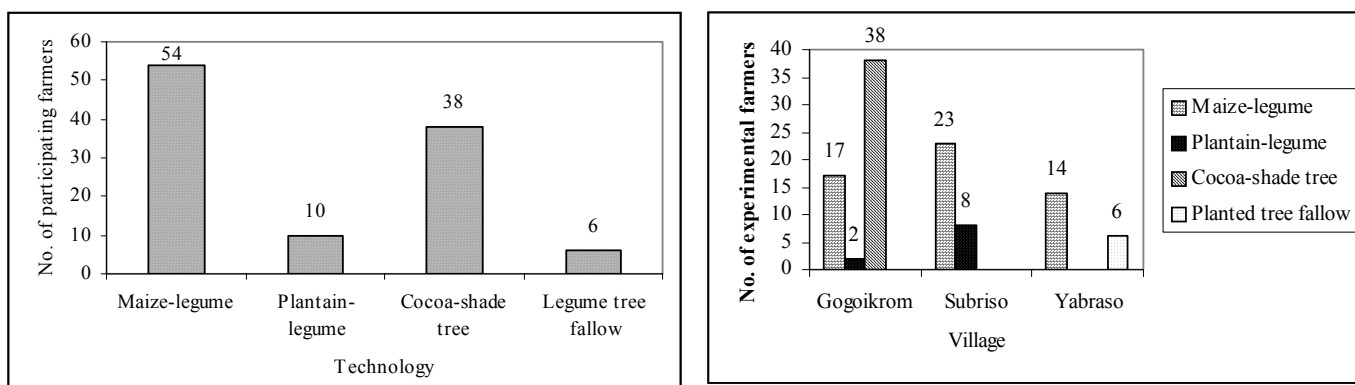 No. of participating farmers
60
50
40
30
20
10
0
54
10
38
6
Maize-legume
Plantain-
legume
Cocoa-shade
tree
Legume tree
fallow
Technology
No. of experimental farmers
40
35
30
25
20
15
10
5
0
17
2
38
23
8
14
6
Gogoikrom
Subriso
Yabraso
Village
Maize-legume
Plantain-legume
Cocoa-shade tree
Planted tree fallow